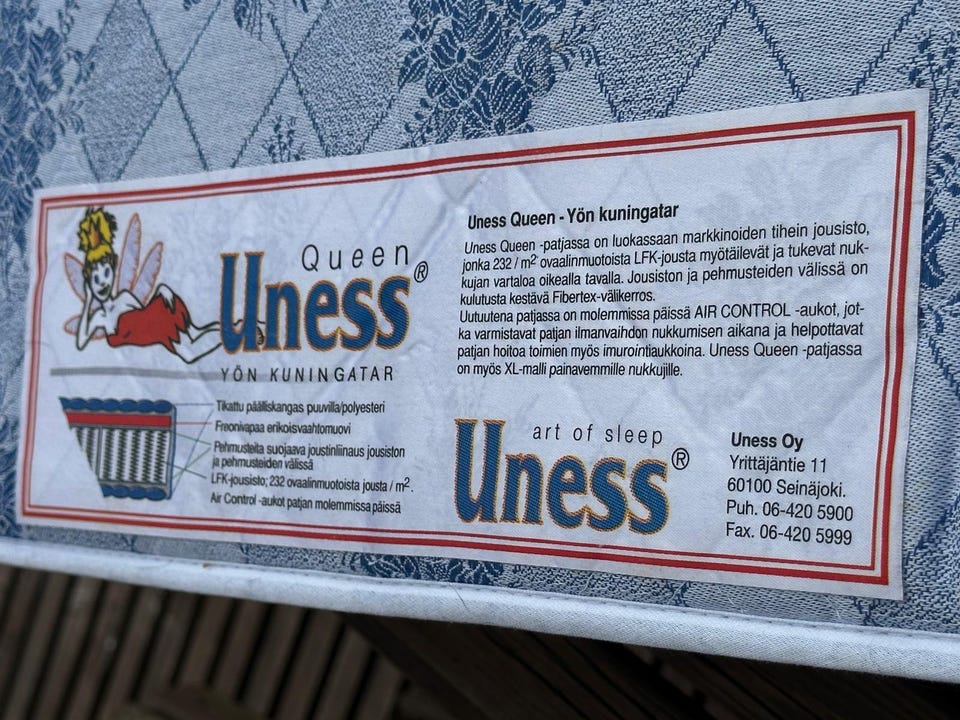 Queen
Uness®
YÖN KUNINGATAR
Tikattu päälliskangas puuvilla/polyesteri
Freonivapaa erikoisvaahtomuovi
Pehmusteita suojaava joustinliinaus jousiston
ja pehmusteiden välissä
LFK-jousisto; 232 ovaalinmuotoista jousta / m².
Air Control -aukot patjan molemmissa päissä
Uness Queen - Yön kuningatar
Uness Queen -patjassa on luokassaan markkinoiden tihein jousisto,
jonka 232 / m² ovaalinmuotoista LFK-jousta myötäilevät ja tukevat nuk-
kujan vartaloa oikealla tavalla. Jousiston ja pehmusteiden välissä on
kulutusta kestävä Fibertex-välikerros.
Uutuutena patjassa on molemmissa päissä AIR CONTROL -aukot, jot-
ka varmistavat patjan ilmanvaihdon nukkumisen aikana ja helpottavat
patjan hoitoa toimien myös imurointiaukkoina. Uness Queen -patjassa
on myös XL-malli painavemmille nukkujille.
art of sleep
Uness®
Uness Oy
Yrittäjäntie 11
60100 Seinäjoki.
Puh. 06-420 5900
Fax. 06-420 5999